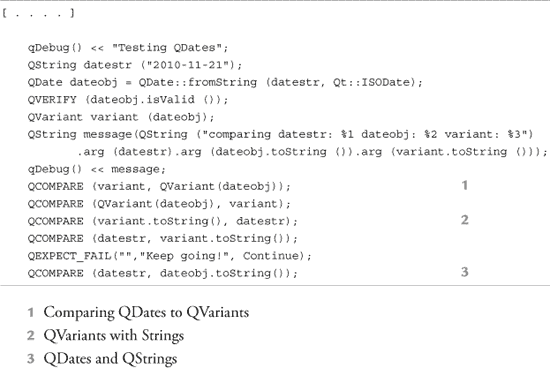 [ . . . . ]
qDebug() << "Testing QDates";
QString datestr ("2010-11-21");
QDate dateobj = QDate::fromString (datestr, Qt::ISODate);
QVERIFY (dateobj.isValid ());
QVariant variant (dateobj);
QString message(QString ("comparing datestr: %1 dateobj: %2 variant: %3")
.arg (datestr).arg (dateobj.toString ()).arg (variant.toString ()));
qDebug() << message;
QCOMPARE (variant, QVariant(dateobj)); 1
QCOMPARE (QVariant(dateobj), variant);
QCOMPARE (variant.toString(), datestr); 2
QCOMPARE (datestr, variant.toString());
QEXPECT_FAIL("","Keep going!", Continue);
QCOMPARE (datestr, dateobj.toString()); 3
1 Comparing QDates to QVariants
2 QVariants with Strings
3 QDates and QStrings